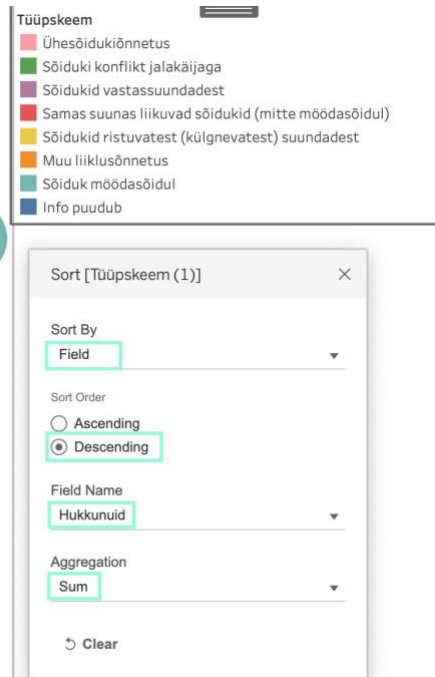 Tüüpskeem
Ühesõidukiõnnetus
Sõiduki konflikt jalakäijaga
Sõidukid vastassuundadest
Samas suunas liikuvad sõidukid (mitte möödasõidul)
Sõidukid ristuvatest (külgnevatest) suundadest
Muu liiklusõnnetus
Sõiduk möödasõidul
Info puudub
Sort [Tüüpskeem (1)]
Sort By
Field
Sort Order
Ascending
Descending
Field Name
Hukkunuid
Aggregation
Sum
Clear